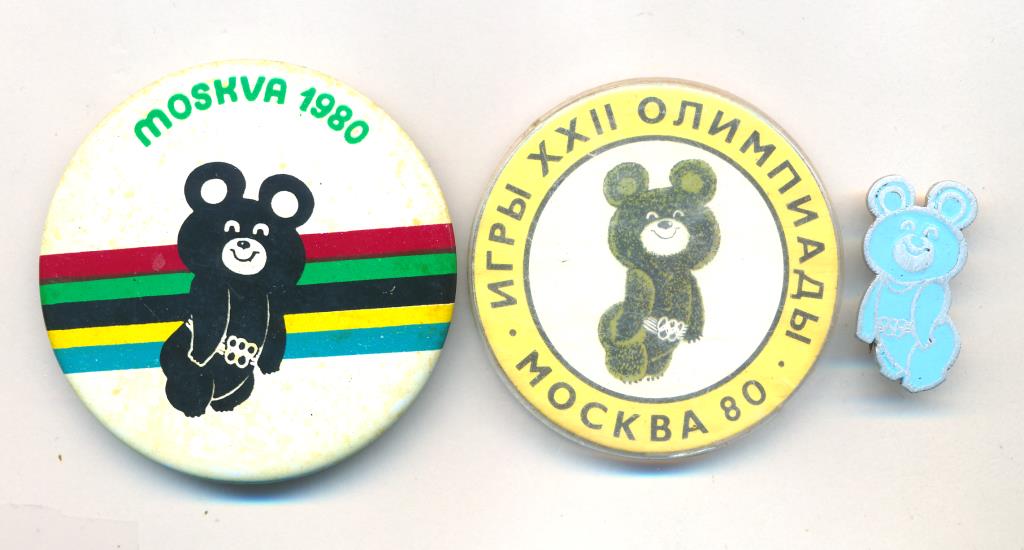 MOSKVA 1980
ИГРЫ XXII ОЛИМПИАДЫ
· МОСКВА 80 ·